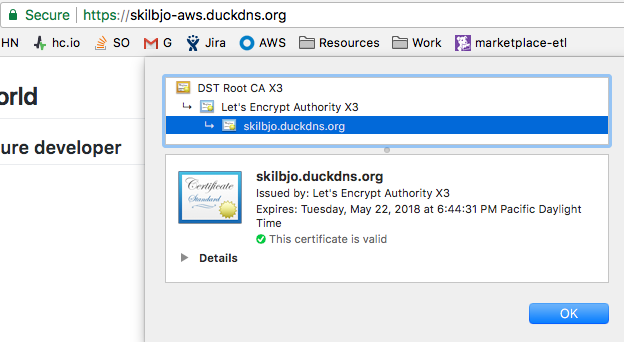 Secure | https://skilbjo-aws.duckdns.org
HN hc.io SO G Jira AWS Resources Work marketplace-etl
orld
ure developer
DST Root CA X3
Let's Encrypt Authority X3
skilbjo.duckdns.org
Certificate
Standard
skilbjo.duckdns.org
Issued by: Let's Encrypt Authority X3
Expires: Tuesday, May 22, 2018 at 6:44:31 PM Pacific Daylight
Time
This certificate is valid
Details
OK